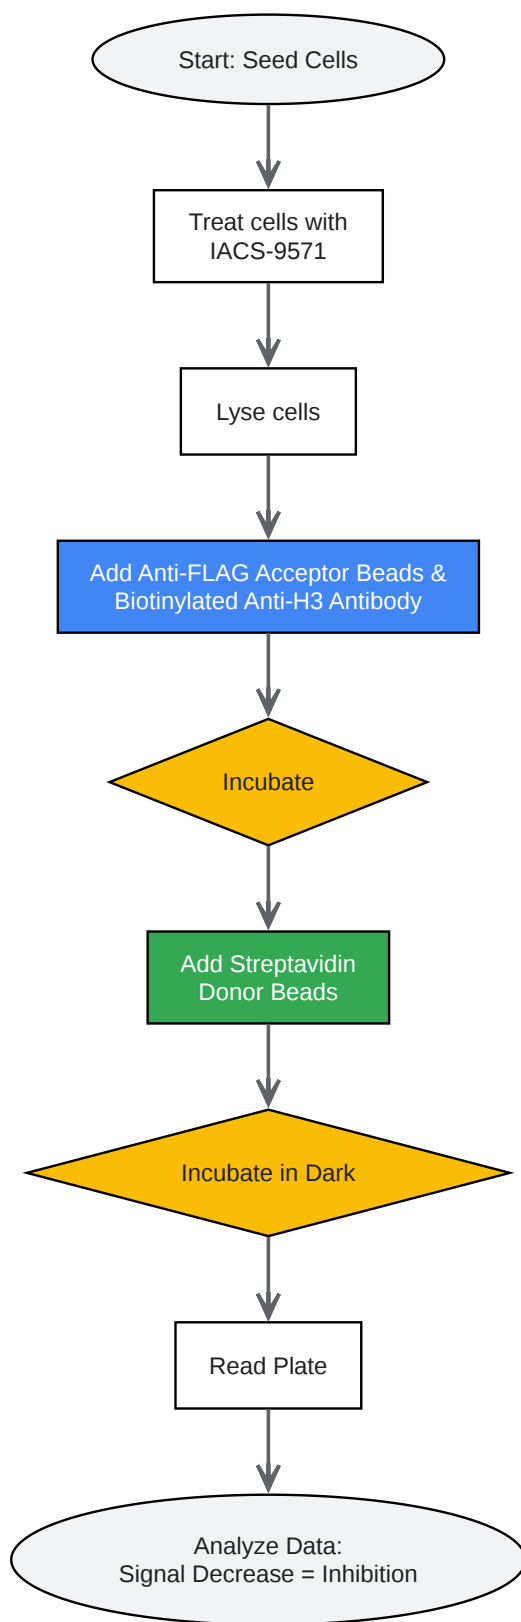 Start: Seed Cells
Treat cells with
IACS-9571
Lyse cells
Add Anti-FLAG Acceptor Beads &
Biotinylated Anti-H3 Antibody
Incubate
Add Streptavidin
Donor Beads
Incubate in Dark
Read Plate
Analyze Data:
Signal Decrease = Inhibition